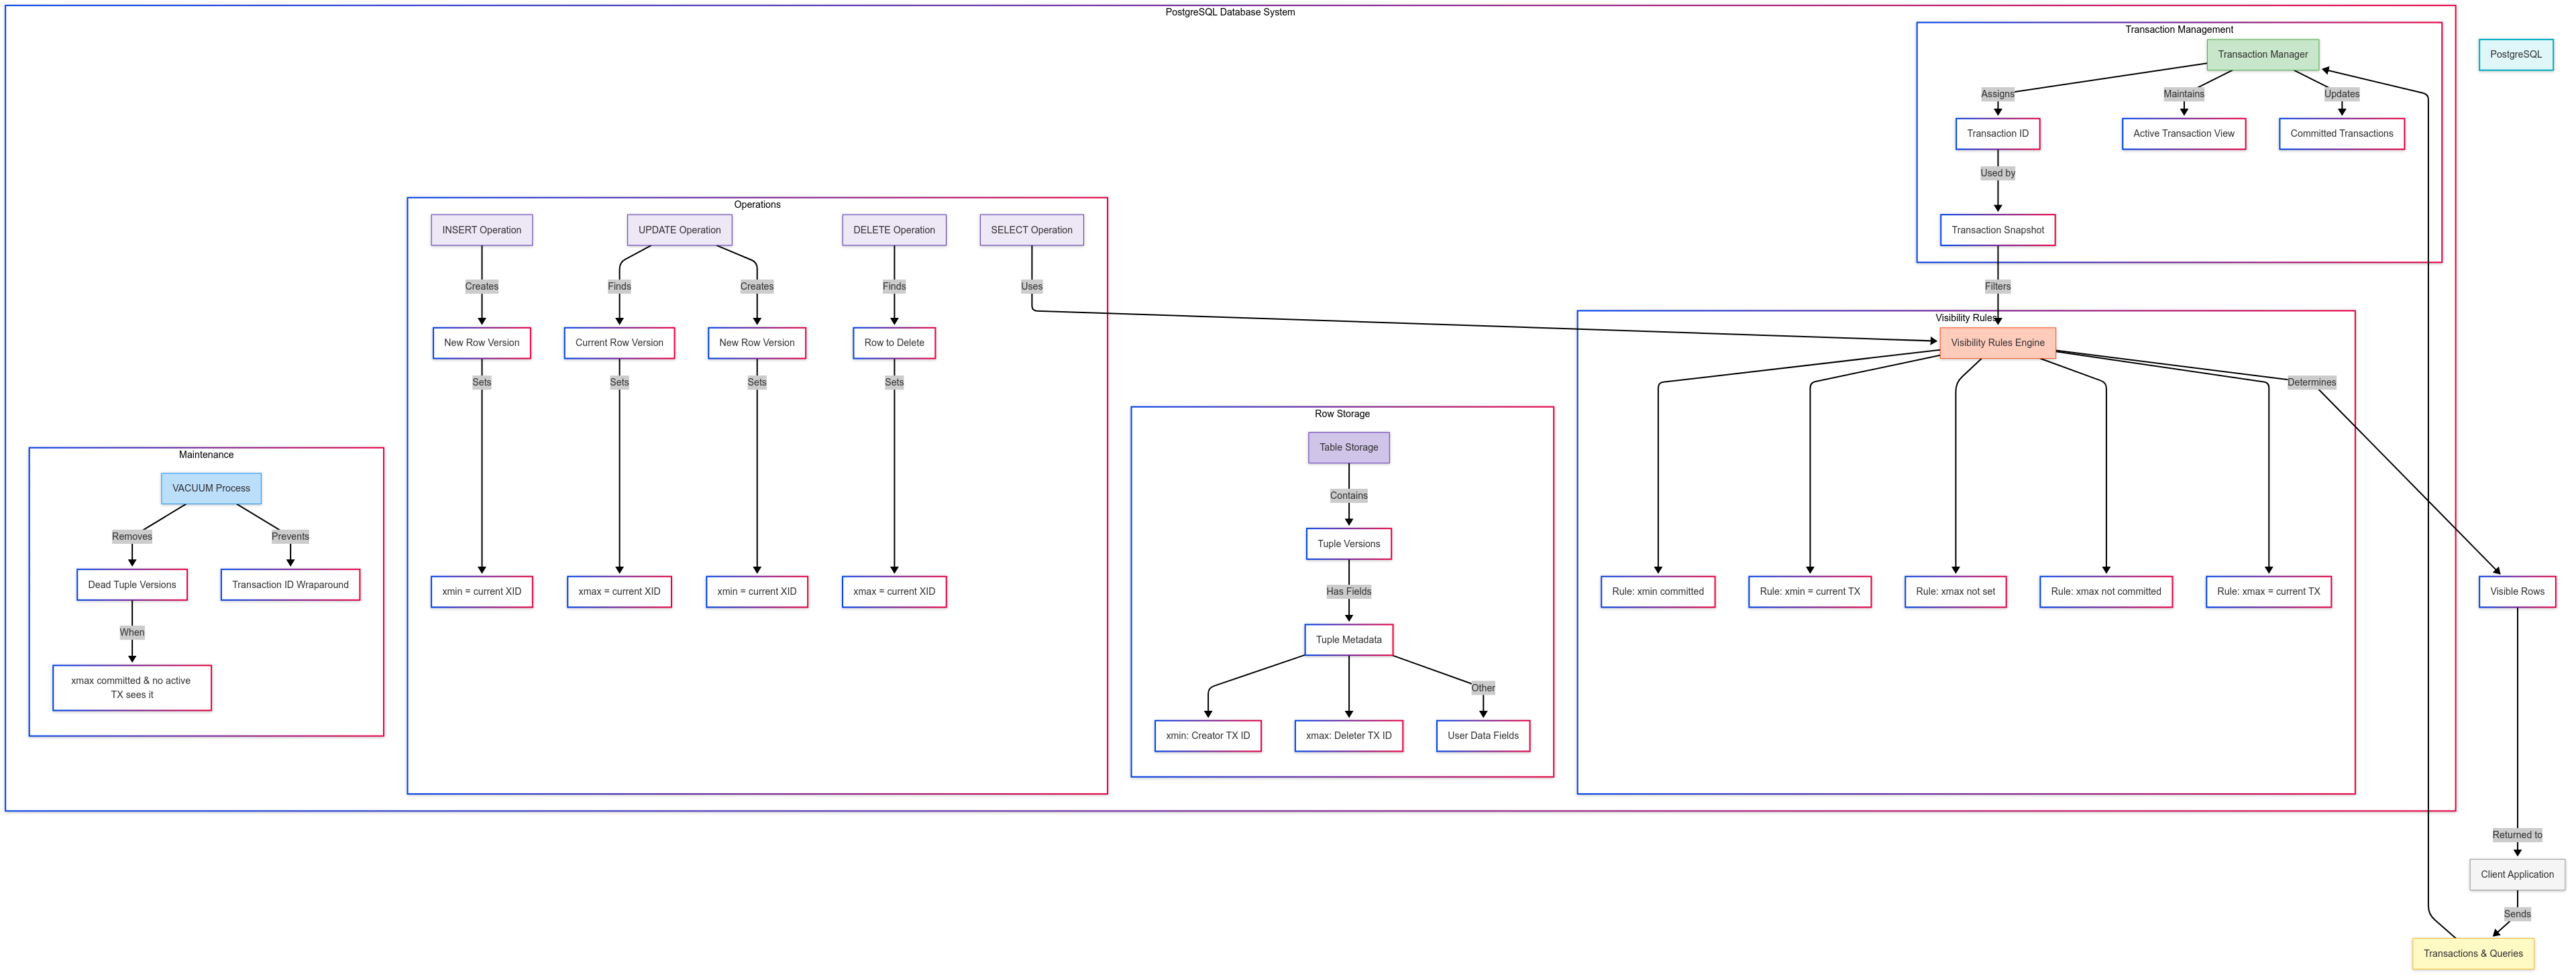 PostgreSQL Database System
Transaction Management
Transaction Manager
PostgreSQL
Assigns
Maintains
Updates
Transaction ID
Active Transaction View
Committed Transactions
Used by
Transaction Snapshot
Filters
Operations
INSERT Operation
UPDATE Operation
DELETE Operation
SELECT Operation
Creates
Finds
Creates
Finds
Uses
New Row Version
Current Row Version
New Row Version
Row to Delete
Sets
Sets
Sets
Sets
xmin = current XID
xmax = current XID
xmin = current XID
xmax = current XID
Visibility Rules
Visibility Rules Engine
Determines
Rule: xmin committed
Rule: xmin = current TX
Rule: xmax not set
Rule: xmax not committed
Rule: xmax = current TX
Visible Rows
Row Storage
Table Storage
Contains
Tuple Versions
Has Fields
Tuple Metadata
Other
xmin: Creator TX ID
xmax: Deleter TX ID
User Data Fields
Maintenance
VACUUM Process
Removes
Prevents
Dead Tuple Versions
Transaction ID Wraparound
When
xmax committed & no active
TX sees it
Returned to
Client Application
Sends
Transactions & Queries